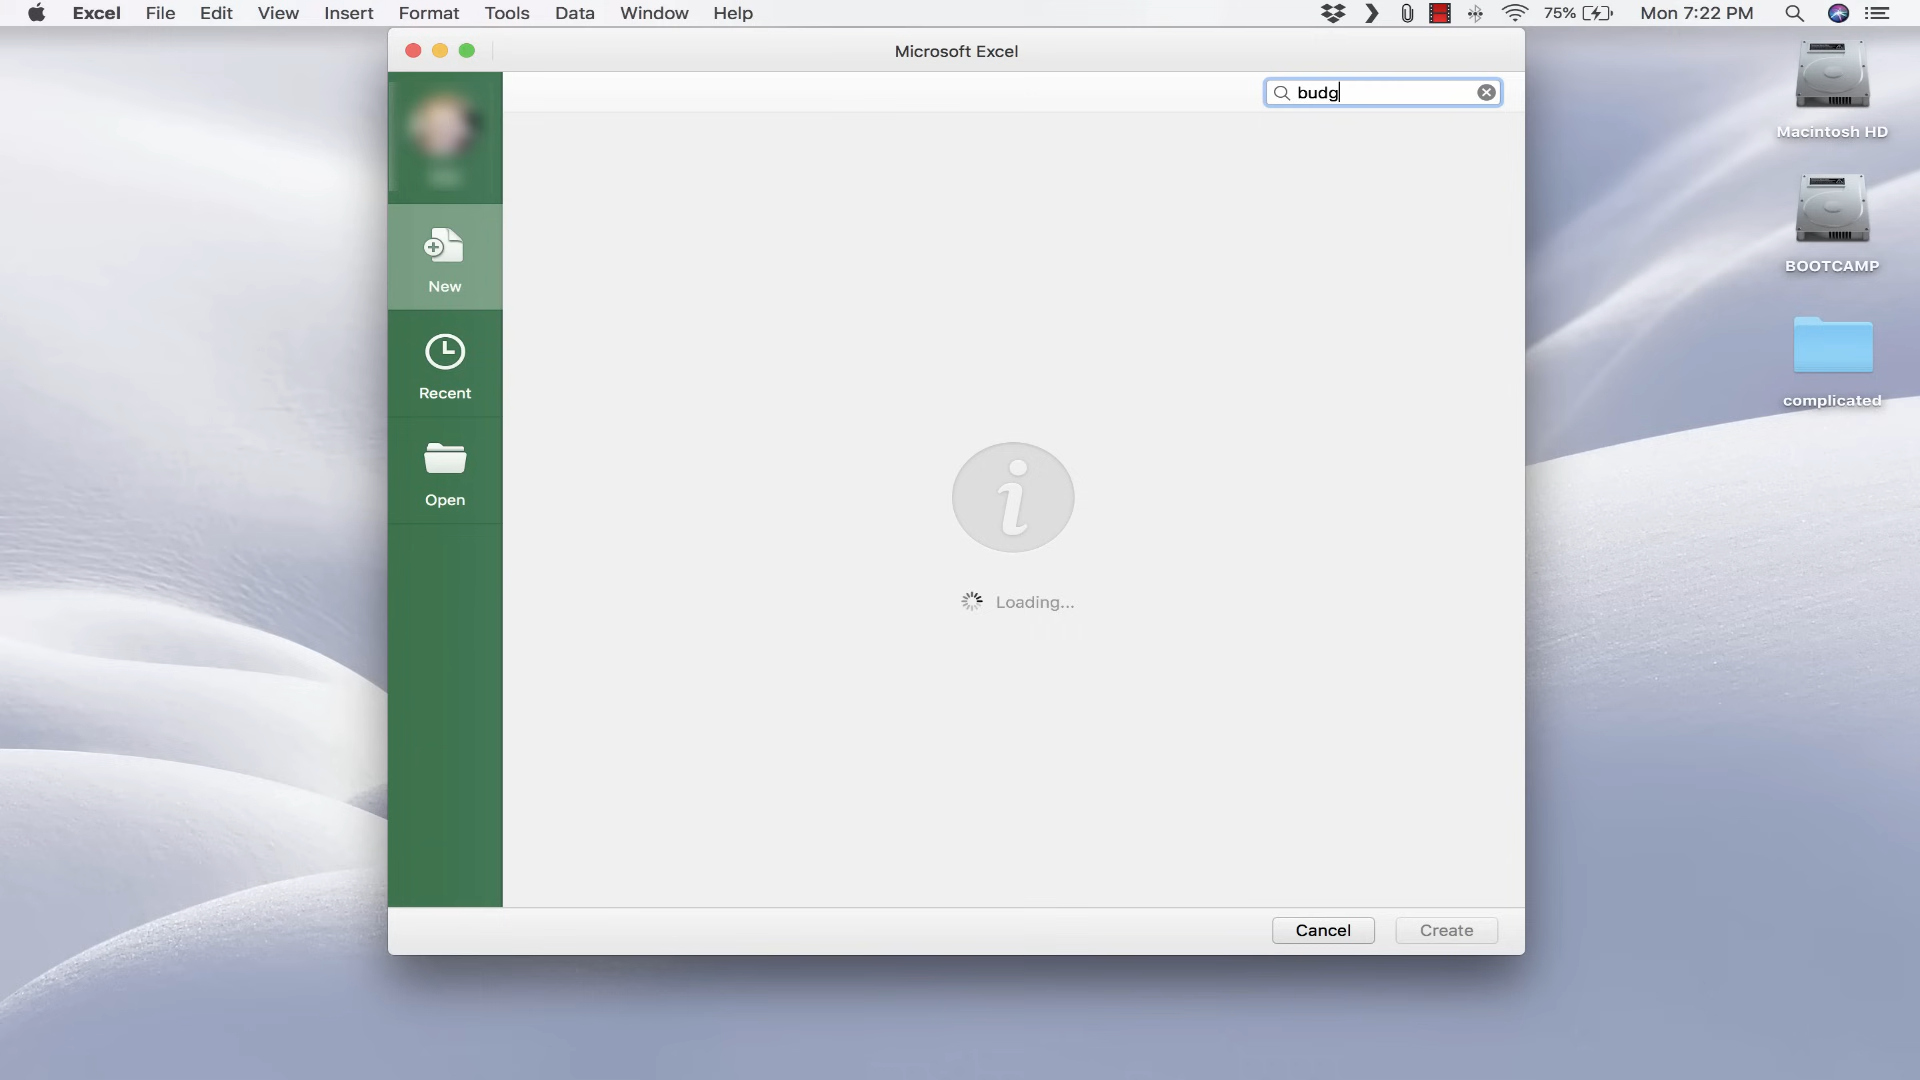 Excel File Edit View Insert Format Tools Data Window Help 75% Mon 7:22 PM
Microsoft Excel
budg
Macintosh HD
BOOTCAMP
New
Recent
complicated
Open
Loading...
Cancel Create